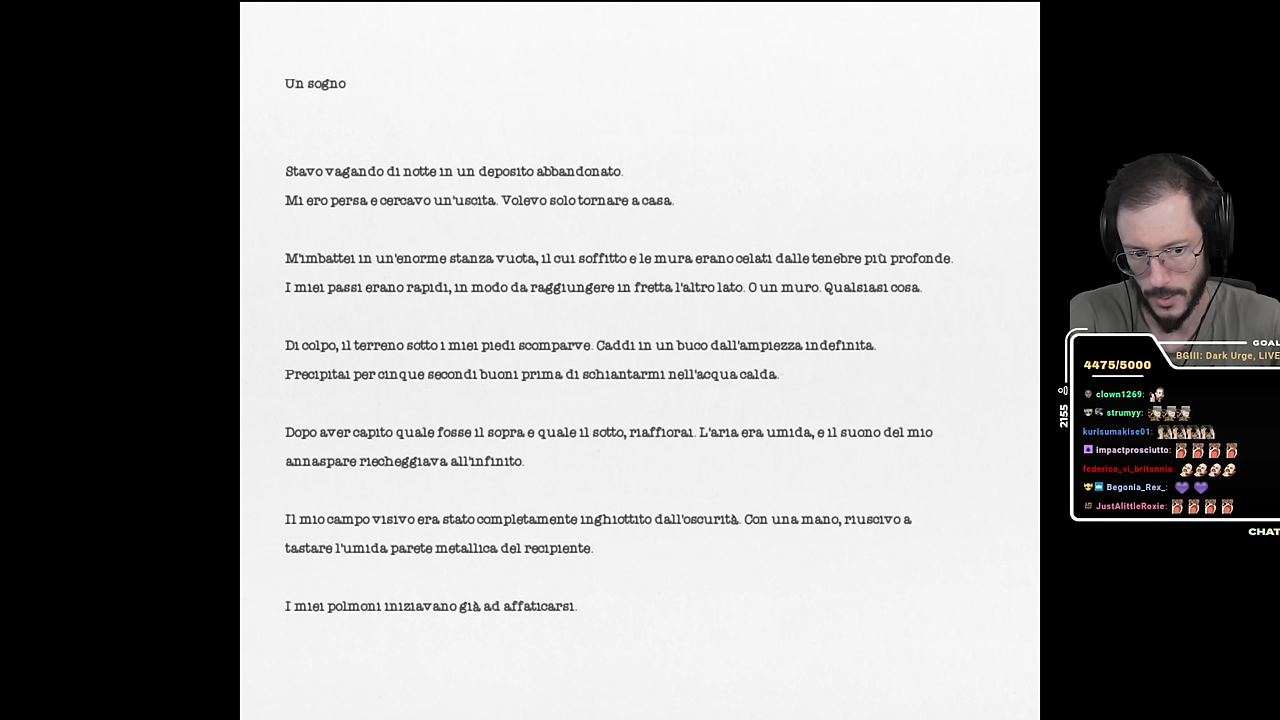 Un sogno
Stavo vagando di notte in un deposito abbandonato.
Mi ero persa e cercavo un'uscita. Volevo solo tornare a casa.
M'imbattei in un'enorme stanza vuota, il cui soffitto e le mura erano celati dalle tenebre più profonde.
I miei passi erano rapidi, in modo da raggiungere in fretta l'altro lato. O un muro. Qualsiasi cosa.
Di colpo, il terreno sotto i miei piedi scomparve. Caddi in un buco dall'ampiezza indefinita.
Precipitai per cinque secondi buoni prima di schiantarmi nell'acqua calda.
Dopo aver capito quale fosse il sopra e quale il sotto, riaffiorai. L'aria era umida, e il suono del mio
annaspare riecheggiava all'infinito.
Il mio campo visivo era stato completamente inghiottito dall'oscurità. Con una mano, riuscivo a
tastare l'umida parete metallica del recipiente.
I miei polmoni iniziavano già ad affaticarsi.
GOAL
BGIII: Dark Urge, LIVE
4475/5000
2155
clown1269:
strumyy:
kurisumakise01:
Impactprosciutto:
federico_vi_britannia:
Begonia_Rex_:
JustAlittleRoxie:
CHAT